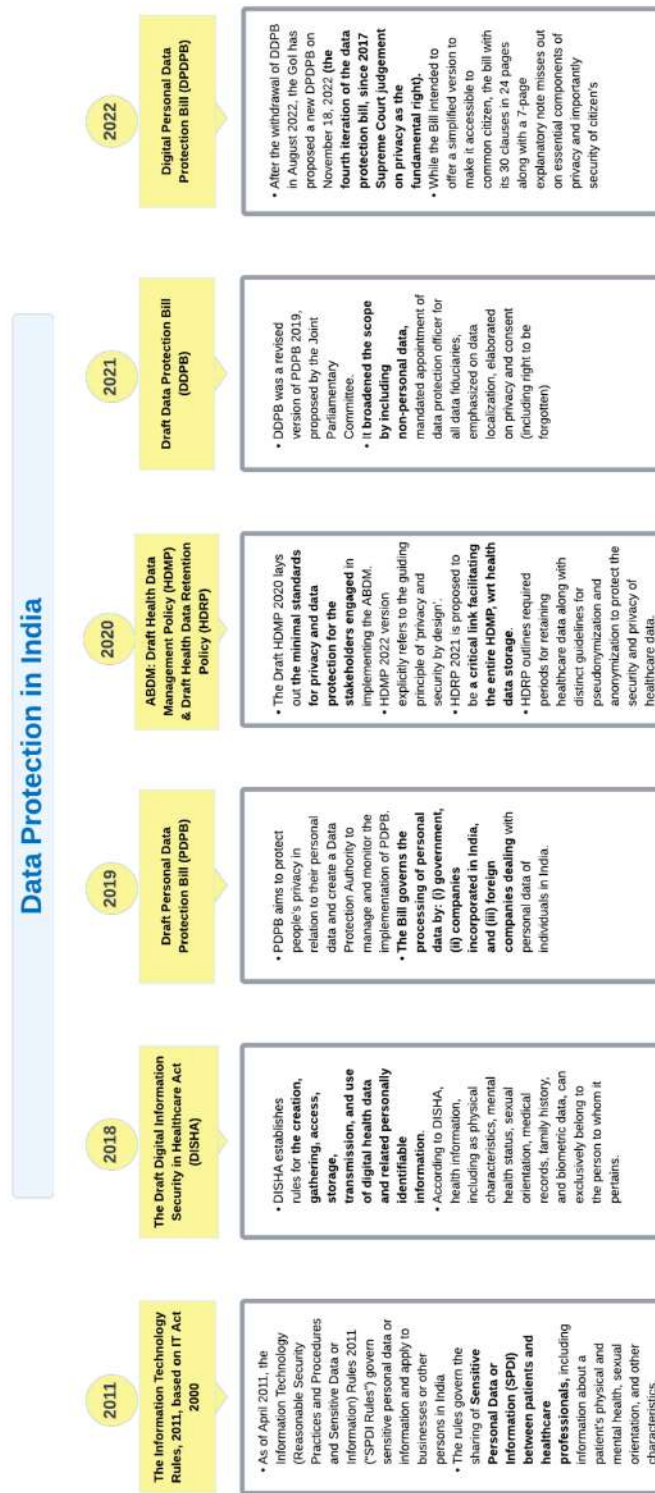 Data Protection in India
2011
The Information Technology
Rules, 2011, based on IT Act
2000
• As of April 2011, the
Information Technology
(Reasonable Security
Practices and Procedures
and Sensitive Data or
Information) Rules 2011
("SPDI Rules") govern
sensitive personal data or
information and apply to
businesses or other
persons in India.
• The rules govern the
sharing of Sensitive
Personal Data or
Information (SPDI)
between patients and
healthcare
professionals, including
information about a
patient's physical and
mental health, sexual
orientation, and other
characteristics
2018
The Draft Digital Information
Security in Healthcare Act
(DISHA)
• DISHA establishes
rules for the creation,
gathering, access,
storage,
transmission, and use
of digital health data
and related personally
identifiable
information.
• According to DISHA,
health information,
including as physical
characteristics, mental
health status, sexual
orientation, medical
records, family history,
and biometric data, can
exclusively belong to
the person to whom it
pertains.
2019
Draft Personal Data
Protection Bill (PDPB)
• PDPB aims to protect
people's privacy in
relation to their personal
data and create a Data
Protection Authority to
manage and monitor the
implementation of PDPB.
• The Bill governs the
processing of personal
data by: (i) government,
(ii) companies
incorporated in India,
and (iii) foreign
companies dealing with
personal data of
individuals in India.
2020
ABDM: Draft Health Data
Management Policy (HDMP)
& Draft Health Data Retention
Policy (HDRP)
• The Draft HDMP 2020 lays
out the minimal standards
for privacy and data
protection for the
stakeholders engaged in
implementing the ABDM.
• HDMP 2022 version
explicitly refers to the guiding
principle of 'privacy and
security by design'.
• HDRP 2021 is proposed to
be a critical link facilitating
the entire HDMP, wrt health
data storage.
• HDRP outlines required
periods for retaining
healthcare data along with
distinct guidelines for
pseudonymization and
anonymization to protect the
security and privacy of
healthcare data.
2021
Draft Data Protection Bill
(DDPB)
• DDPB was a revised
version of PDPB 2019,
proposed by the Joint
Parliamentary
Committee.
• It broadened the scope
by including
non-personal data,
mandated appointment of
data protection officer for
all data fiduciaries,
emphasized on data
localization, elaborated
on privacy and consent
(including right to be
forgotten)
2022
Digital Personal Data
Protection Bill (DPDPB)
• After the withdrawal of DDPB
in August 2022, the GoI has
proposed a new DPDPB on
November 18, 2022 (the
fourth iteration of the data
protection bill, since 2017
Supreme Court judgement
on privacy as the
fundamental right).
• While the Bill intended to
offer a simplified version to
make it accessible to
common citizen, the bill with
its 30 clauses in 24 pages
along with a 7-page
explanatory note misses out
on essential components of
privacy and importantly
security of citizen's